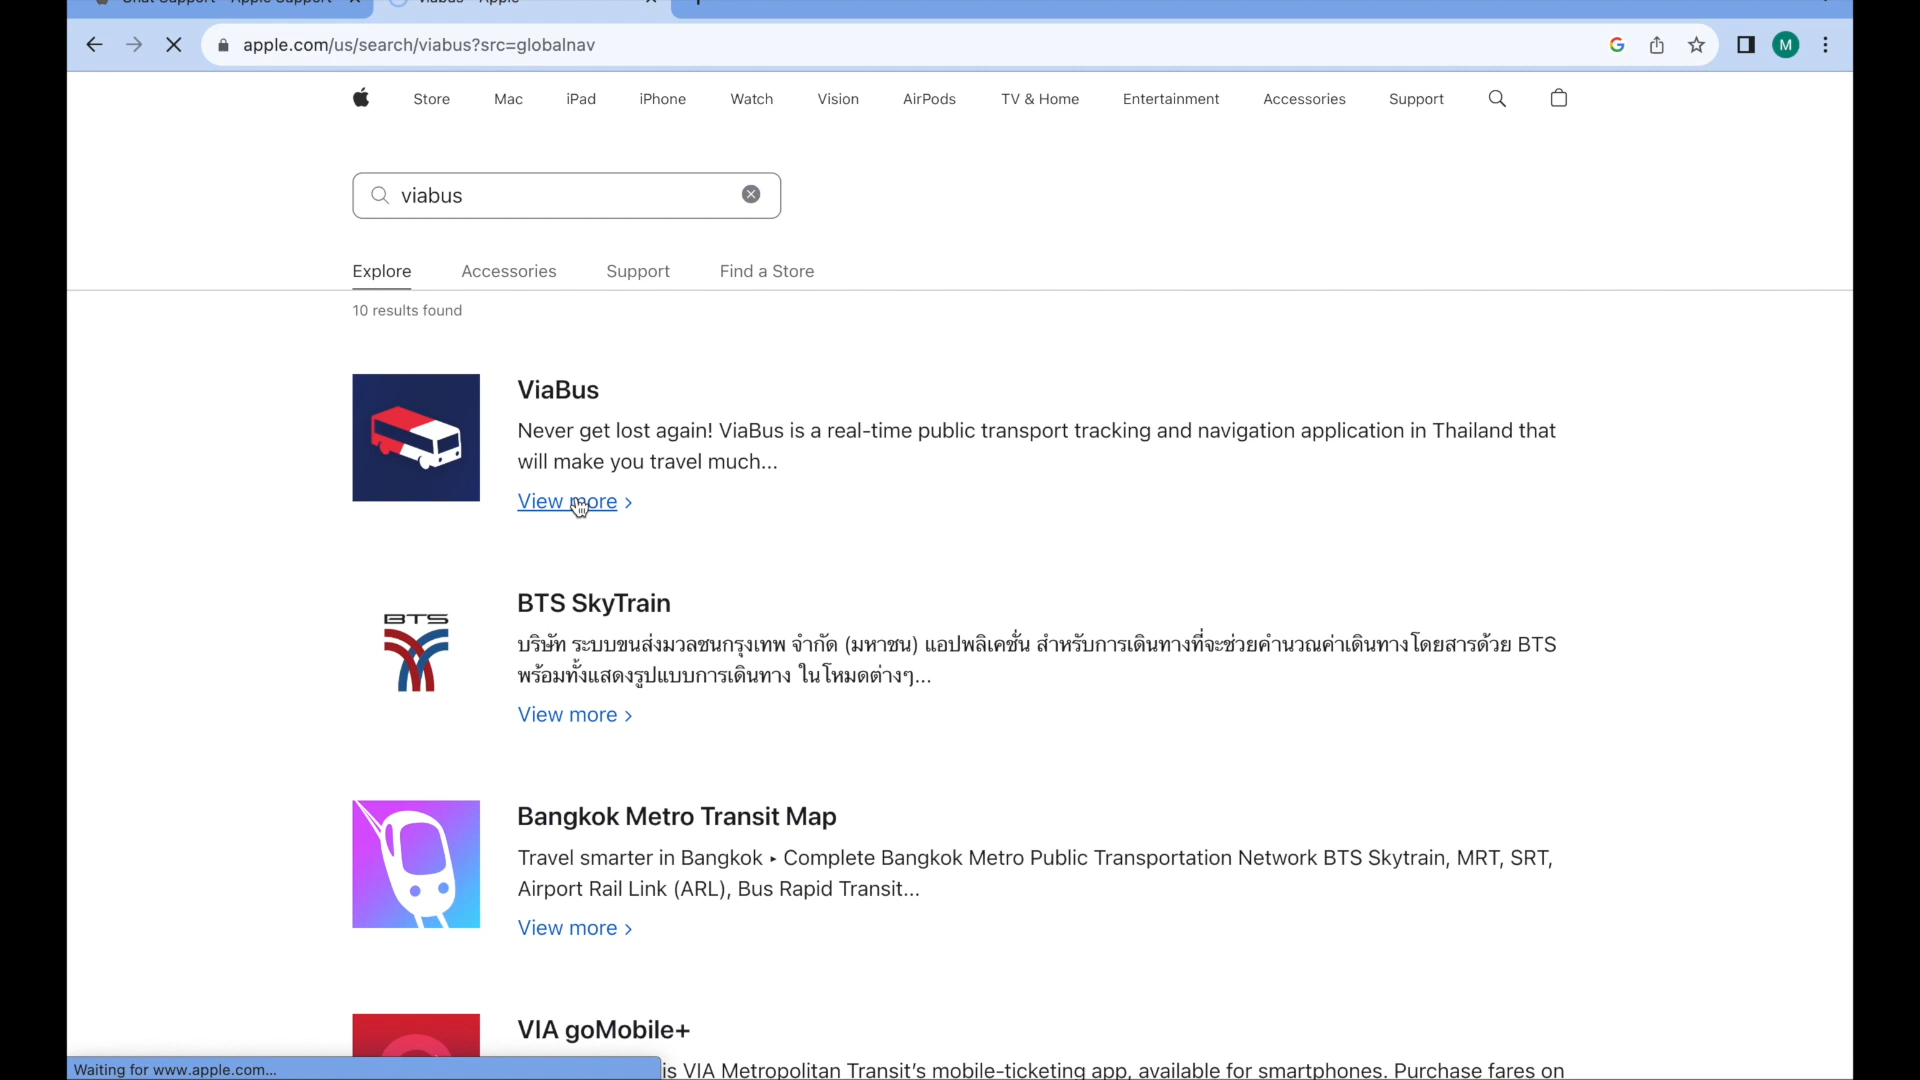 Chat Support - Apple Support
viabus - Apple
apple.com/us/search/viabus?src=globalnav
M
Store Mac iPad iPhone Watch Vision AirPods TV & Home Entertainment Accessories Support
viabus
Explore Accessories Support Find a Store
10 results found
ViaBus
Never get lost again! ViaBus is a real-time public transport tracking and navigation application in Thailand that
will make you travel much...
View more
BTS
BTS SkyTrain
บริษัท ระบบขนส่งมวลชนกรุงเทพ จำกัด (มหาชน) แอปพลิเคชั่น สำหรับการเดินทางที่จะช่วยคำนวณค่าเดินทางโดยสารด้วย BTS
พร้อมทั้งแสดงรูปแบบการเดินทาง ในโหมดต่างๆ...
View more
Bangkok Metro Transit Map
Travel smarter in Bangkok ‣ Complete Bangkok Metro Public Transportation Network BTS Skytrain, MRT, SRT,
Airport Rail Link (ARL), Bus Rapid Transit...
View more
VIA goMobile+
is VIA Metropolitan Transit’s mobile-ticketing app, available for smartphones. Purchase fares on
Waiting for www.apple.com...